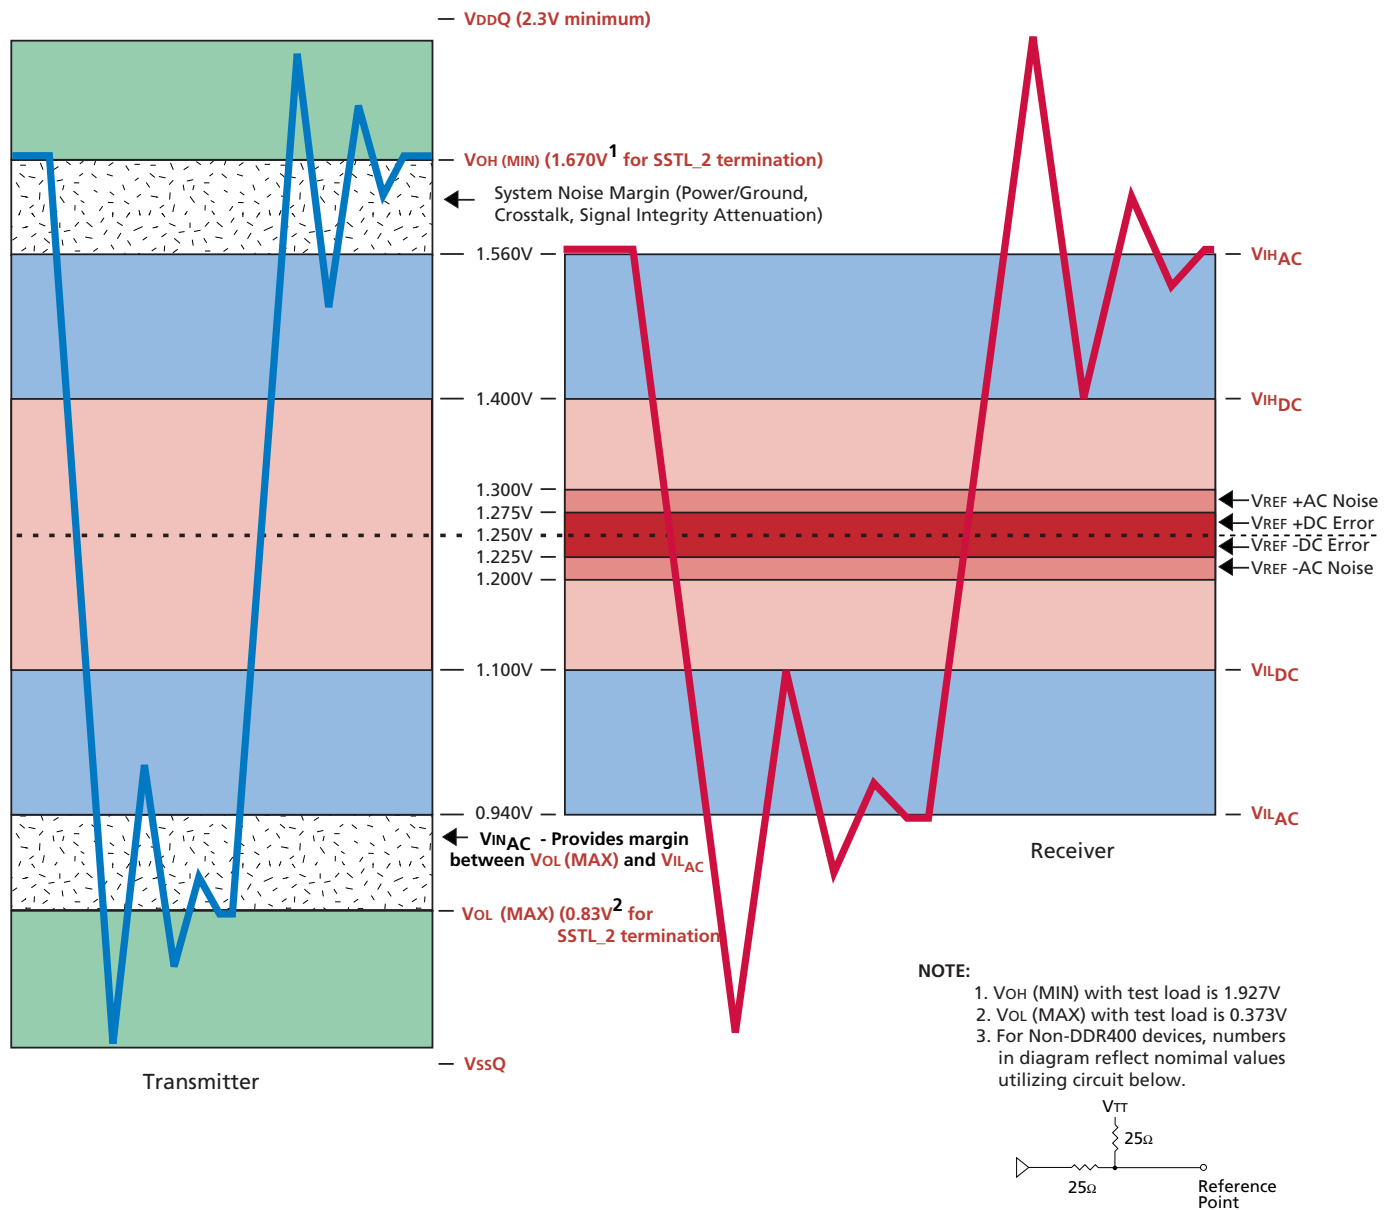 VDDQ (2.3V minimum)
VOH (MIN) (1.670V1 for SSTL_2 termination)
System Noise Margin (Power/Ground,
Crosstalk, Signal Integrity Attenuation)
1.560V
VIHAC
1.400V
VIHDC
1.300V
VREF +AC Noise
1.275V
VREF +DC Error
1.250V
VREF -DC Error
1.225V
VREF -AC Noise
1.200V
1.100V
VILDC
0.940V
VILAC
VINAC - Provides margin
between VOL (MAX) and VILAC
Receiver
VOL (MAX) (0.83V2 for
SSTL_2 termination
NOTE:
1. VOH (MIN) with test load is 1.927V
2. VOL (MAX) with test load is 0.373V
3. For Non-DDR400 devices, numbers
in diagram reflect nomimal values
utilizing circuit below.
VSSQ
Transmitter
VTT
25Ω
25Ω
Reference
Point